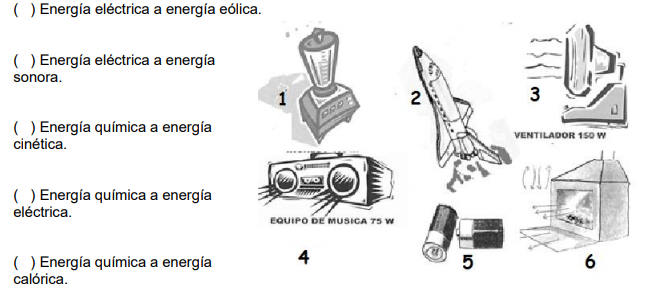 ( ) Energía eléctrica a energía eólica.
( ) Energía eléctrica a energía
sonora.
( ) Energía química a energía
cinética.
( ) Energía química a energía
eléctrica.
( ) Energía química a energía
calórica.
1
2
3
VENTILADOR 150 W
EQUIPO DE MUSICA 75 W
4
5
6